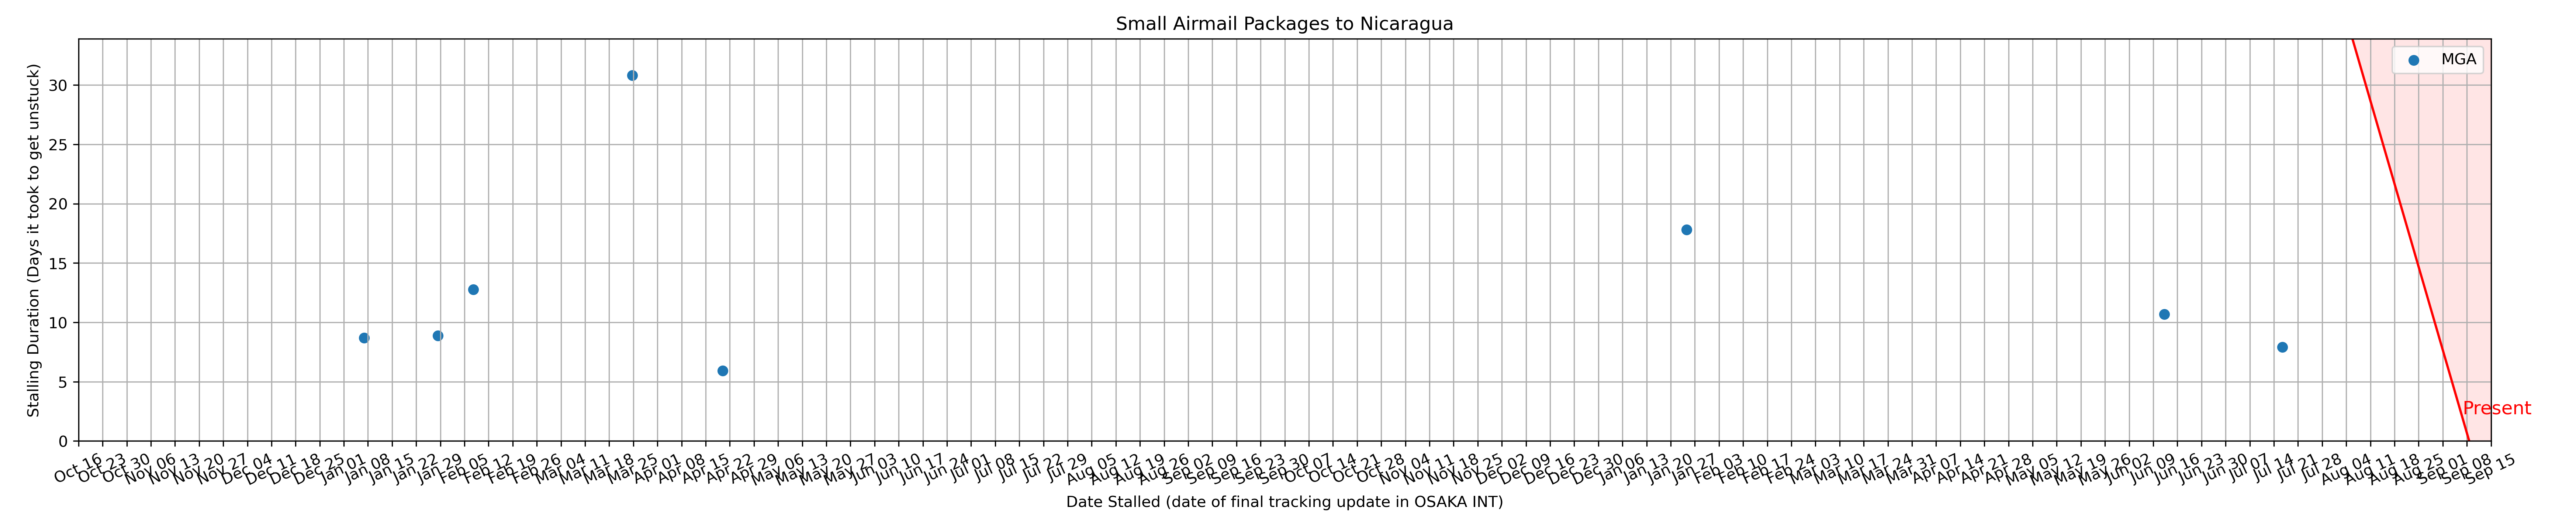 Small Airmail Packages to Nicaragua
MGA
Stalling Duration (Days it took to get unstuck)
30
25
20
15
10
5
0
Present
Oct 16
Oct 23
Oct 30
Nov 06
Nov 13
Nov 20
Nov 27
Dec 04
Dec 11
Dec 18
Dec 25
Jan 01
Jan 08
Jan 15
Jan 22
Jan 29
Feb 05
Feb 12
Feb 19
Feb 26
Mar 04
Mar 11
Mar 18
Mar 25
Apr 01
Apr 08
Apr 15
Apr 22
Apr 29
May 06
May 13
May 20
May 27
Jun 03
Jun 10
Jun 17
Jun 24
Jul 01
Jul 08
Jul 15
Jul 22
Jul 29
Aug 05
Aug 12
Aug 19
Aug 26
Sep 02
Sep 09
Sep 16
Sep 23
Sep 30
Oct 07
Oct 14
Oct 21
Oct 28
Nov 04
Nov 11
Nov 18
Nov 25
Dec 02
Dec 09
Dec 16
Dec 23
Dec 30
Jan 06
Jan 13
Jan 20
Jan 27
Feb 03
Feb 10
Feb 17
Feb 24
Mar 03
Mar 10
Mar 17
Mar 24
Mar 31
Apr 07
Apr 14
Apr 21
Apr 28
May 05
May 12
May 19
May 26
Jun 02
Jun 09
Jun 16
Jun 23
Jun 30
Jul 07
Jul 14
Jul 21
Jul 28
Aug 04
Aug 11
Aug 18
Aug 25
Sep 01
Sep 08
Sep 15
Date Stalled (date of final tracking update in OSAKA INT)